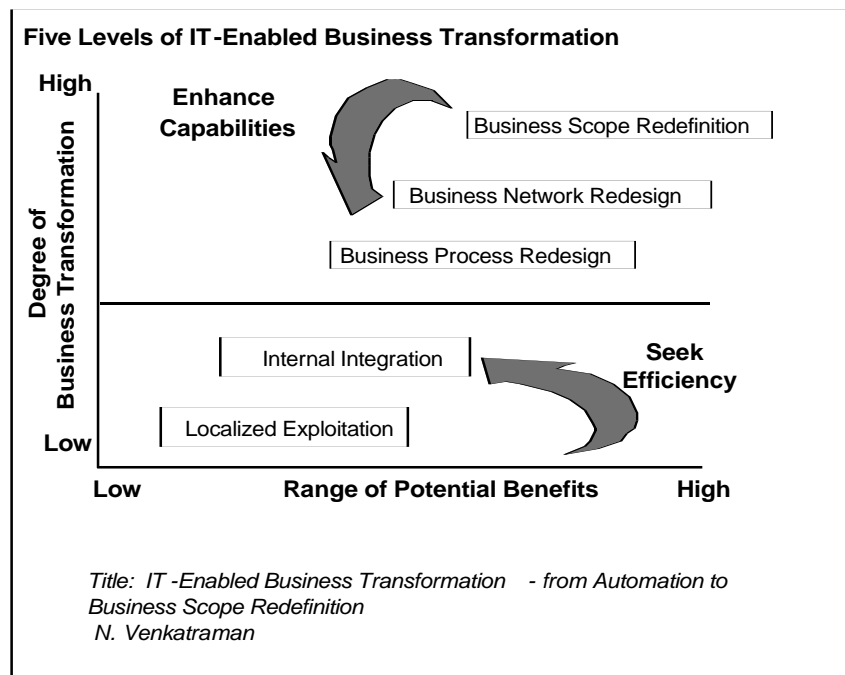 Five Levels of IT-Enabled Business Transformation
High
Enhance
Capabilities
Business Scope Redefinition
Business Network Redesign
Business Process Redesign
Degree of
Business Transformation
Internal Integration
Seek
Efficiency
Localized Exploitation
Low
Low
Range of Potential Benefits
High
Title: IT -Enabled Business Transformation - from Automation to
Business Scope Redefinition
N. Venkatraman